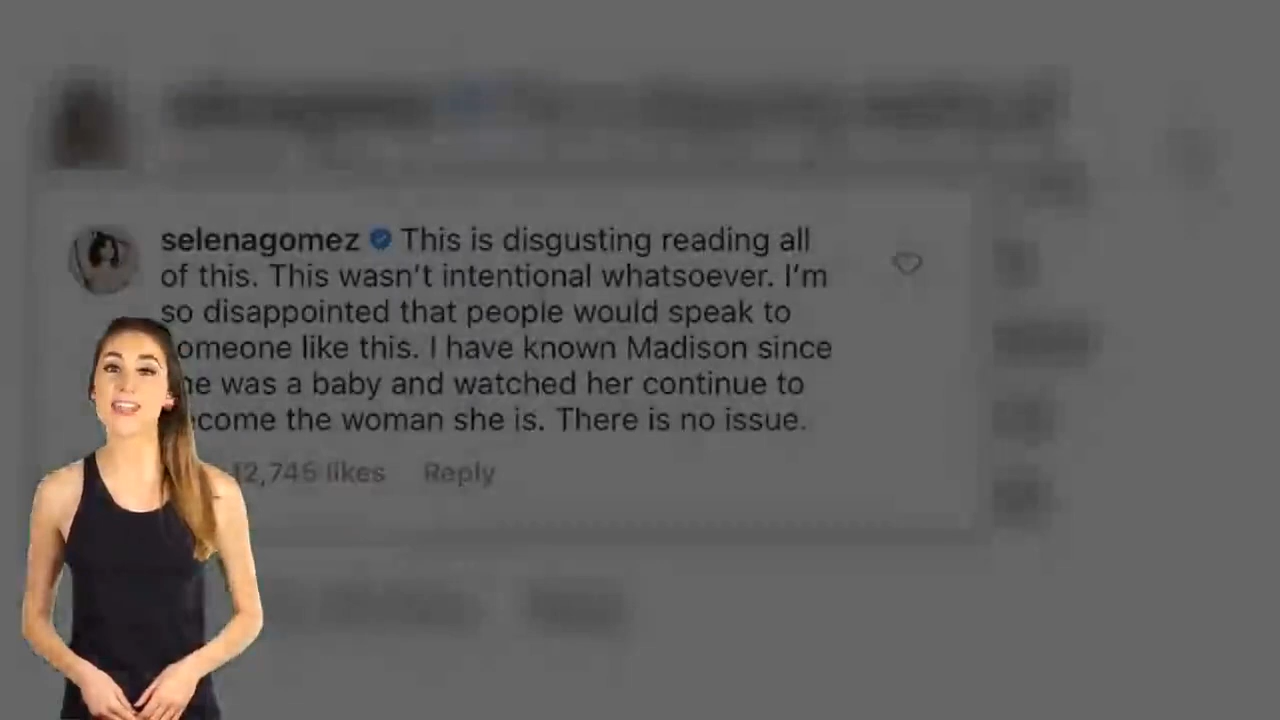 selenagomez This is disgusting reading all
of this. This wasn't intentional whatsoever. I'm
so disappointed that people would speak to
omeone like this. I have known Madison since
he was a baby and watched her continue to
come the woman she is. There is no issue.
12,745 likes Reply